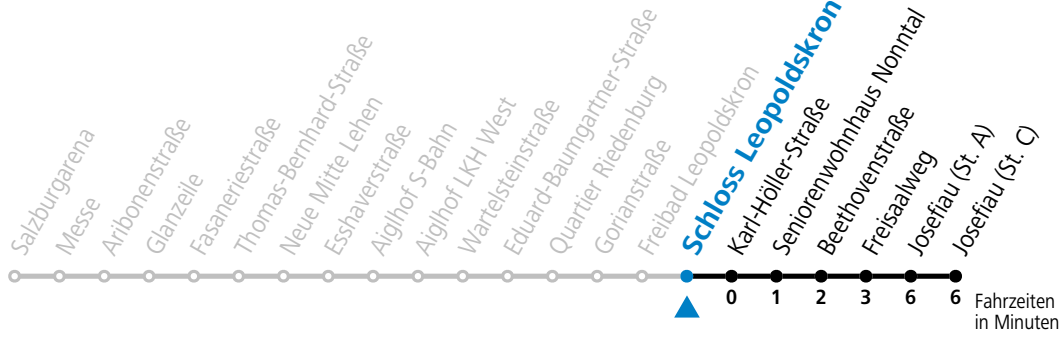 Salzburgarena
Messe
Aribonenstraße
Glanzeile
Fasaneriestraße
Thomas-Bernhard-Straße
Neue Mitte Lehen
Esshaverstraße
Aiglhof S-Bahn
Aiglhof LKH West
Wartelsteinstraße
Eduard-Baumgartner-Straße
Quartier Riedenburg
Gorianstraße
Freibad Leopoldskron
Schloss Leopoldskron
Karl-Höller-Straße
Seniorenwohnhaus Nonntal
Beethovenstraße
Freisaalweg
Josefiau (St. A)
Josefiau (St. C)
0 1 2 3 6 6
Fahrzeiten
in Minuten